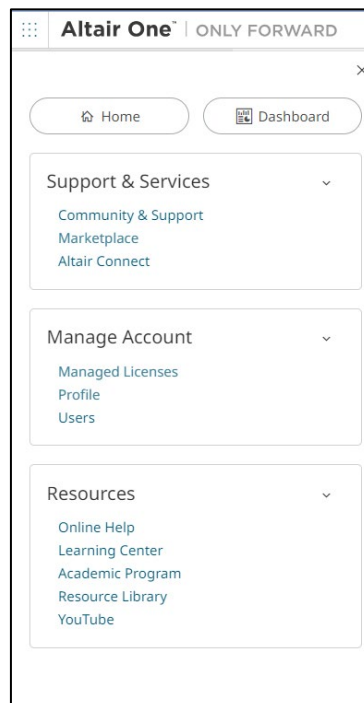 Altair One™ | ONLY FORWARD
Home
Dashboard
Support & Services
Community & Support
Marketplace
Altair Connect
Manage Account
Managed Licenses
Profile
Users
Resources
Online Help
Learning Center
Academic Program
Resource Library
YouTube